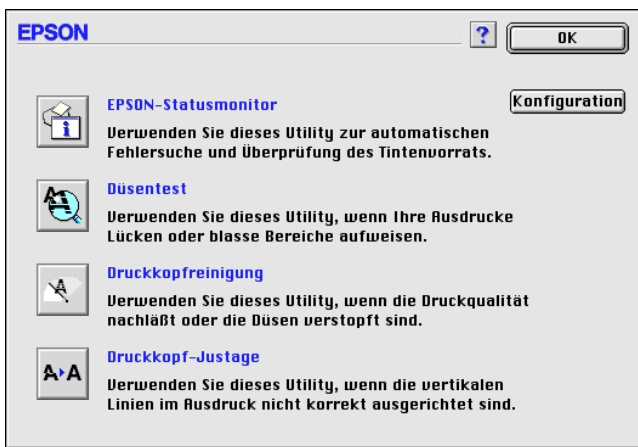 EPSON
?
OK
EPSON-Statusmonitor
Konfiguration
Verwenden Sie dieses Utility zur automatischen
Fehlersuche und Überprüfung des Tintenvorrats.
Düsentest
Verwenden Sie dieses Utility, wenn Ihre Ausdrucke
Lücken oder blasse Bereiche aufweisen.
Druckkopfreinigung
Verwenden Sie dieses Utility, wenn die Druckqualität
nachläßt oder die Düsen verstopft sind.
Druckkopf-Justage
Verwenden Sie dieses Utility, wenn die vertikalen
Linien im Ausdruck nicht korrekt ausgerichtet sind.